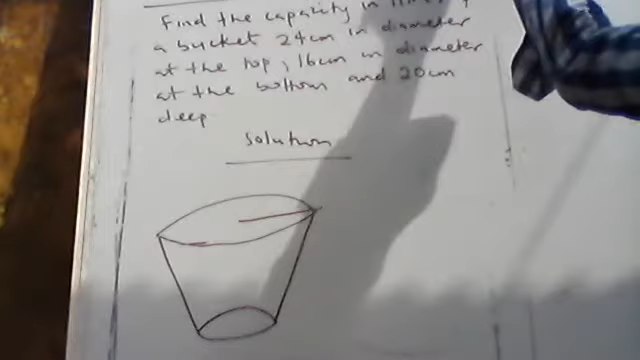 Find the capacity in litres of
a bucket 24cm in diameter
at the top, 16cm in diameter
at the bottom and 20cm
deep
Solution